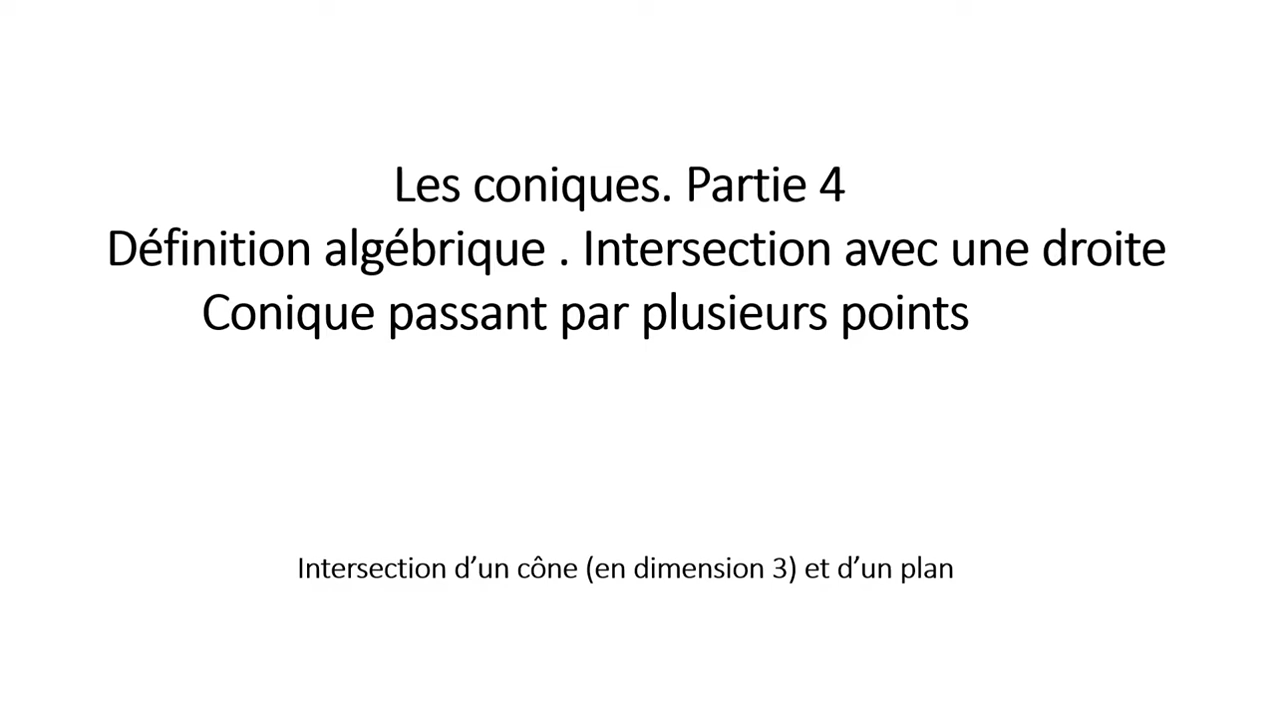 Les coniques. Partie 4
Définition algébrique . Intersection avec une droite
Conique passant par plusieurs points
Intersection d’un cône (en dimension 3) et d’un plan